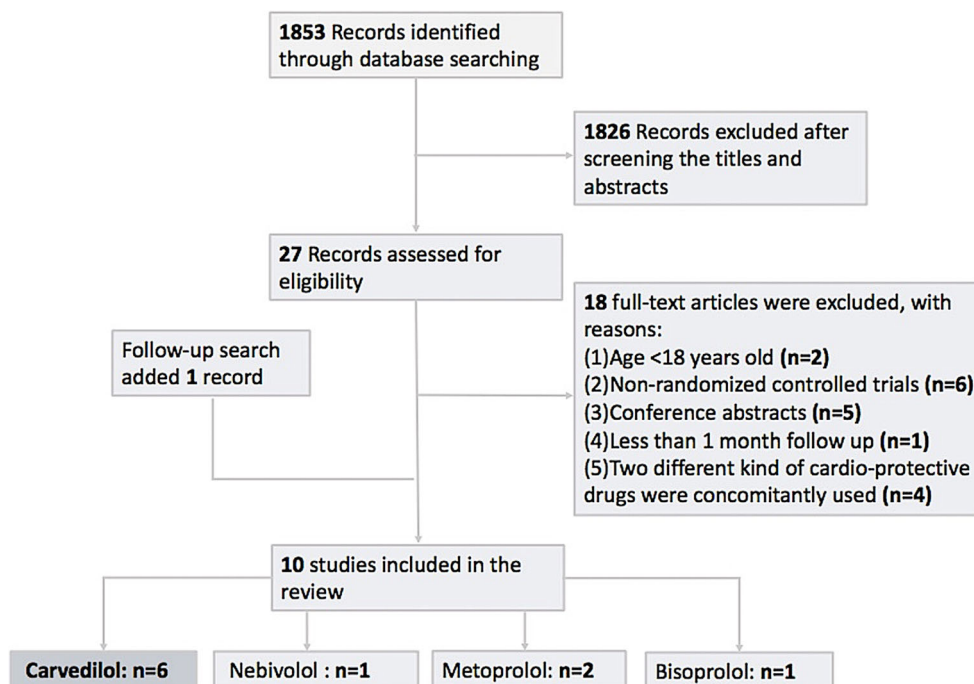 1853 Records identified
through database searching
1826 Records excluded after
screening the titles and
abstracts
27 Records assessed for
eligibility
18 full-text articles were excluded, with
reasons:
(1)Age <18 years old (n=2)
(2)Non-randomized controlled trials (n=6)
(3)Conference abstracts (n=5)
(4)Less than 1 month follow up (n=1)
(5)Two different kind of cardio-protective
drugs were concomitantly used (n=4)
Follow-up search
added 1 record
10 studies included in the
review
Carvedilol: n=6
Nebivolol : n=1
Metoprolol: n=2
Bisoprolol: n=1